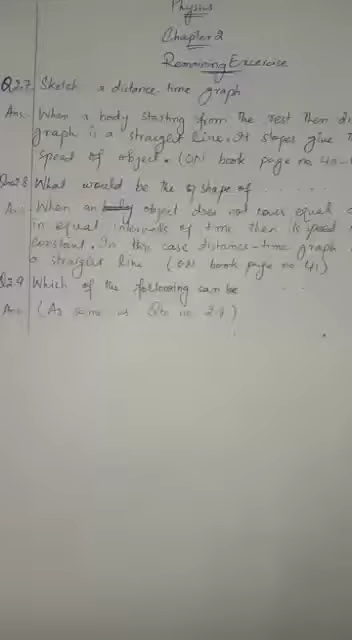 Physics
Chapter 2
Remaining Excercise
Q2.7 Sketch a distance time graph
Ans. When a body starting from the rest then di
graph is a straight line. It slopes give
speed of object. (ON book page no 40
Q2.8 What would be the shape of ......
When an object does not cover equal
in equal intervals of time then its speed
constant. In this case distance-time graph
a straight line (ON book page no 41)
Q2.9 Which of the following can be ...
Ans. (As same as Qts no 2.7)